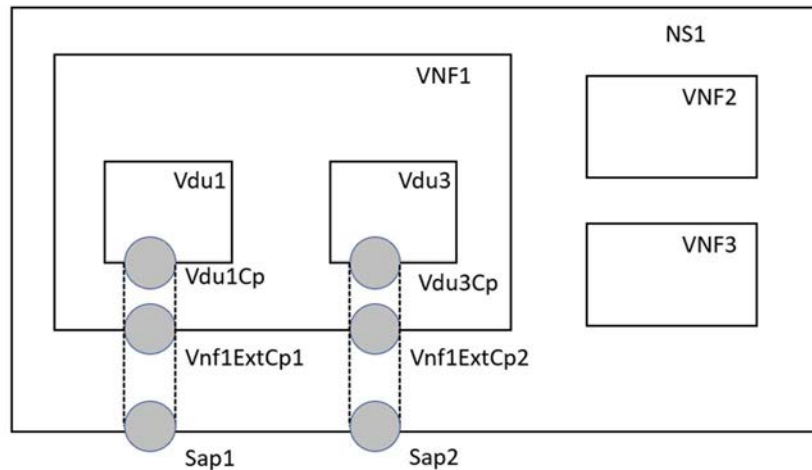 NS1
VNF1
VNF2
Vdu1
Vdu3
VNF3
Vdu1Cp
Vdu3Cp
Vnf1ExtCp1
Vnf1ExtCp2
Sap1
Sap2